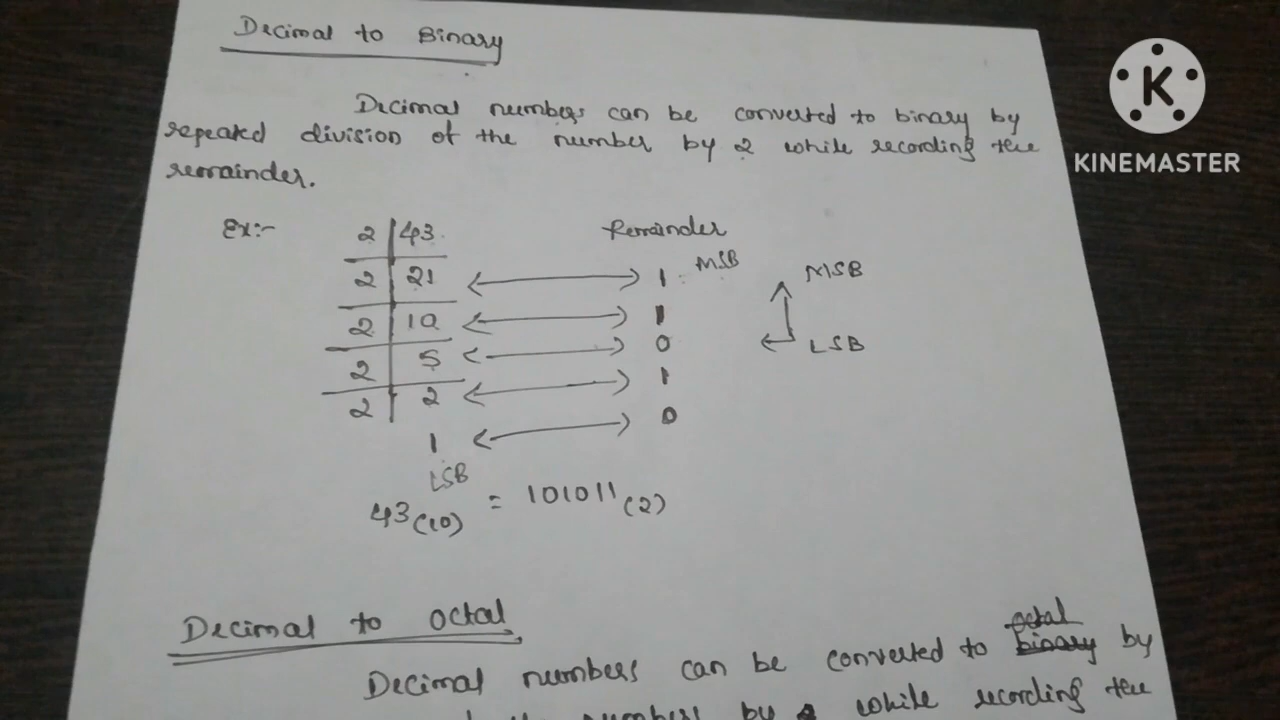 Decimal to Binary
Decimal numbers can be converted to binary by
repeated division of the number by 2 while recording the
remainder.
Ex:- 2 | 43 Remainder
2 | 21 ↔ 1 MSB
2 | 10 ↔ 1
2 | 5 ↔ 0
2 | 2 ↔ 1
1 ↔ 0
LSB
MSB
LSB
43(10) = 101011(2)
Decimal to Octal
octal
Decimal numbers can be converted to binary by
numbers by while recording the
K
KINEMASTER